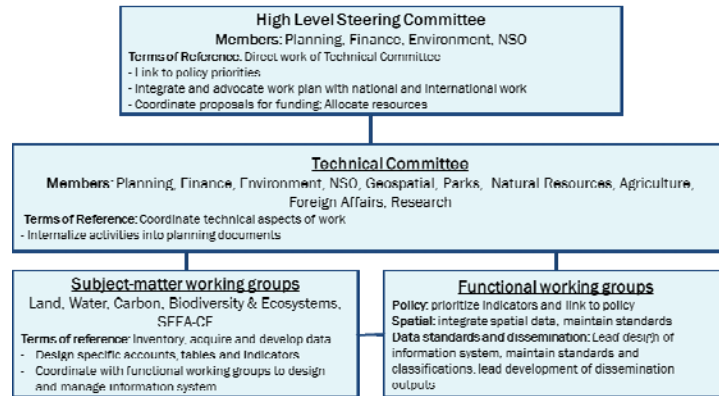 High Level Steering Committee
Members: Planning, Finance, Environment, NSO
Terms of Reference: Direct work of Technical Committee
- Link to policy priorities
- Integrate and advocate work plan with national and international work
- Coordinate proposals for funding; Allocate resources
Technical Committee
Members: Planning, Finance, Environment, NSO, Geospatial, Parks, Natural Resources, Agriculture,
Foreign Affairs, Research
Terms of Reference: Coordinate technical aspects of work
- Internalize activities into planning documents
Subject-matter working groups
Land, Water, Carbon, Biodiversity & Ecosystems,
SEEA-CF
Terms of reference: Inventory, acquire and develop data
- Design specific accounts, tables and indicators
- Coordinate with functional working groups to design
and manage information system
Functional working groups
Policy: prioritize indicators and link to policy
Spatial: integrate spatial data, maintain standards
Data standards and dissemination: Lead design of
information system, maintain standards and
classifications, lead development of dissemination
outputs